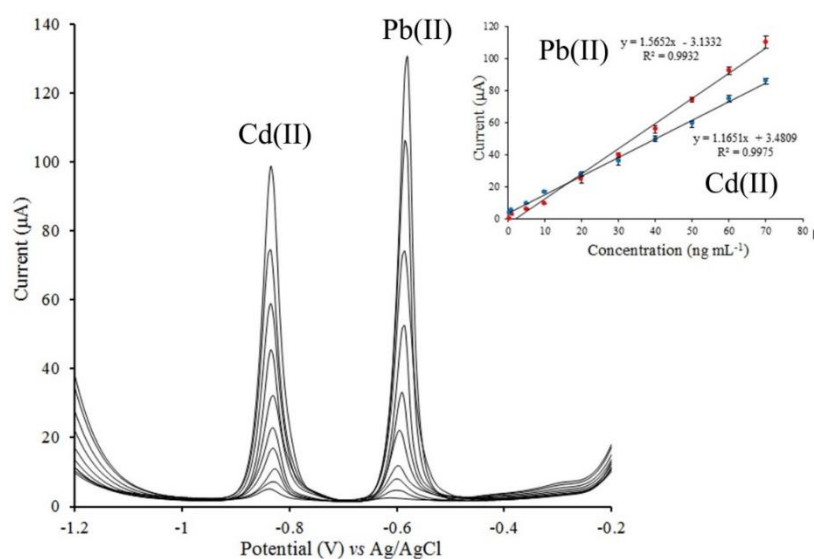 Pb(II)
Cd(II)
140
120
100
80
60
40
20
0
Current (µA)
-1.2
-1
-0.8
-0.6
-0.4
-0.2
Potential (V) vs Ag/AgCl
Pb(II)
y = 1.5652x - 3.1332
R² = 0.9932
y = 1.1651x + 3.4809
R² = 0.9975
Cd(II)
120
100
80
60
40
20
0
Current (µA)
0 10 20 30 40 50 60 70 80
Concentration (ng mL⁻¹)